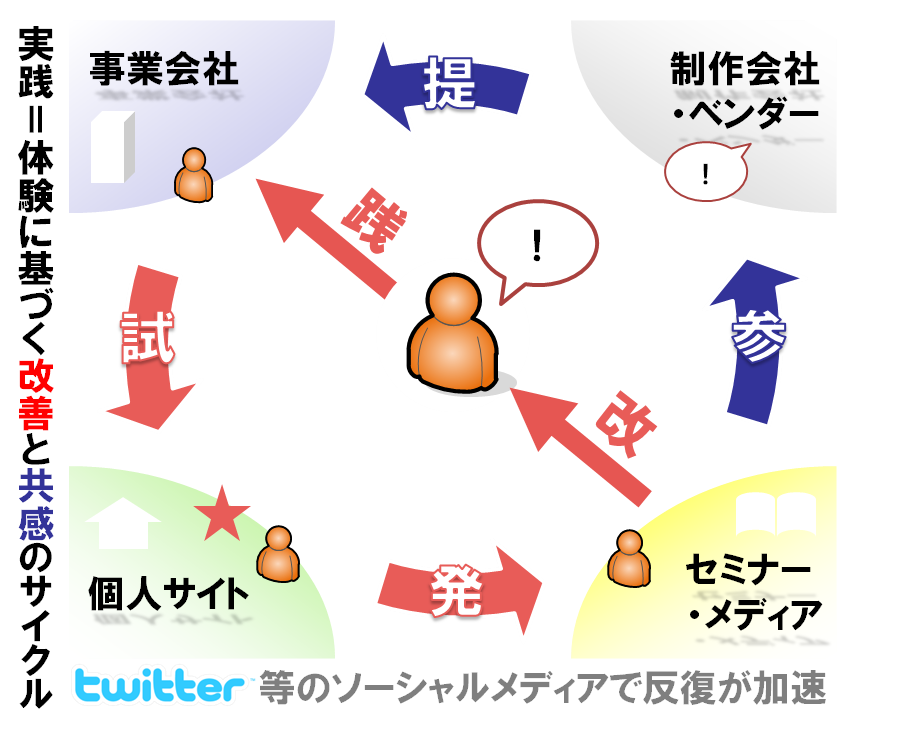 実践＝体験に基づく改善と共感のサイクル
事業会社
提
制作会社
・ベンダー
！
践
！
試
参
改
個人サイト
発
セミナー
・メディア
twitter 等のソーシャルメディアで反復が加速